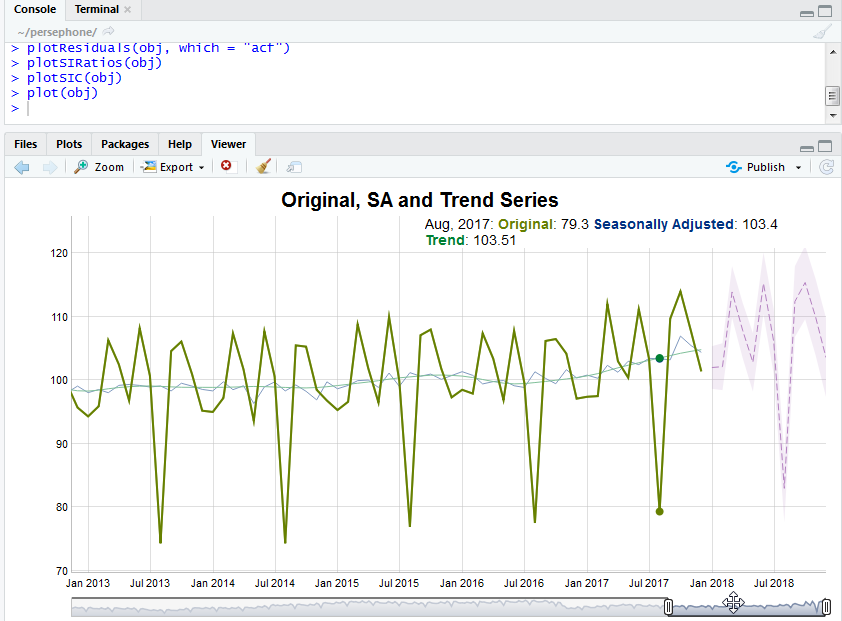 Console Terminal
~/persephone/
> plotResiduals(obj, which = "acf")
> plotSIRatios(obj)
> plotSIC(obj)
> plot(obj)
>
Files Plots Packages Help Viewer
Zoom Export Publish
Original, SA and Trend Series
Aug, 2017: Original: 79.3 Seasonally Adjusted: 103.4
Trend: 103.51
120
110
100
90
80
70
Jan 2013 Jul 2013 Jan 2014 Jul 2014 Jan 2015 Jul 2015 Jan 2016 Jul 2016 Jan 2017 Jul 2017 Jan 2018 Jul 2018